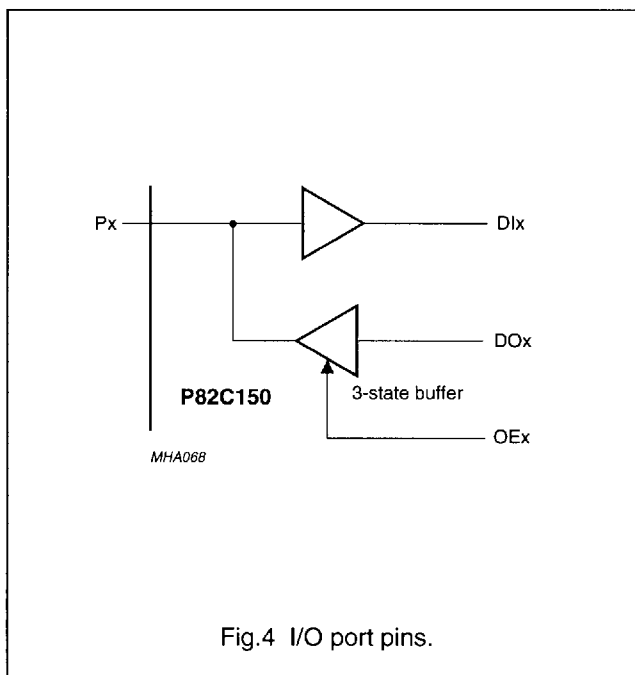 Px
DIx
DOx
P82C150
3-state buffer
OEx
MHA068
Fig.4 I/O port pins.